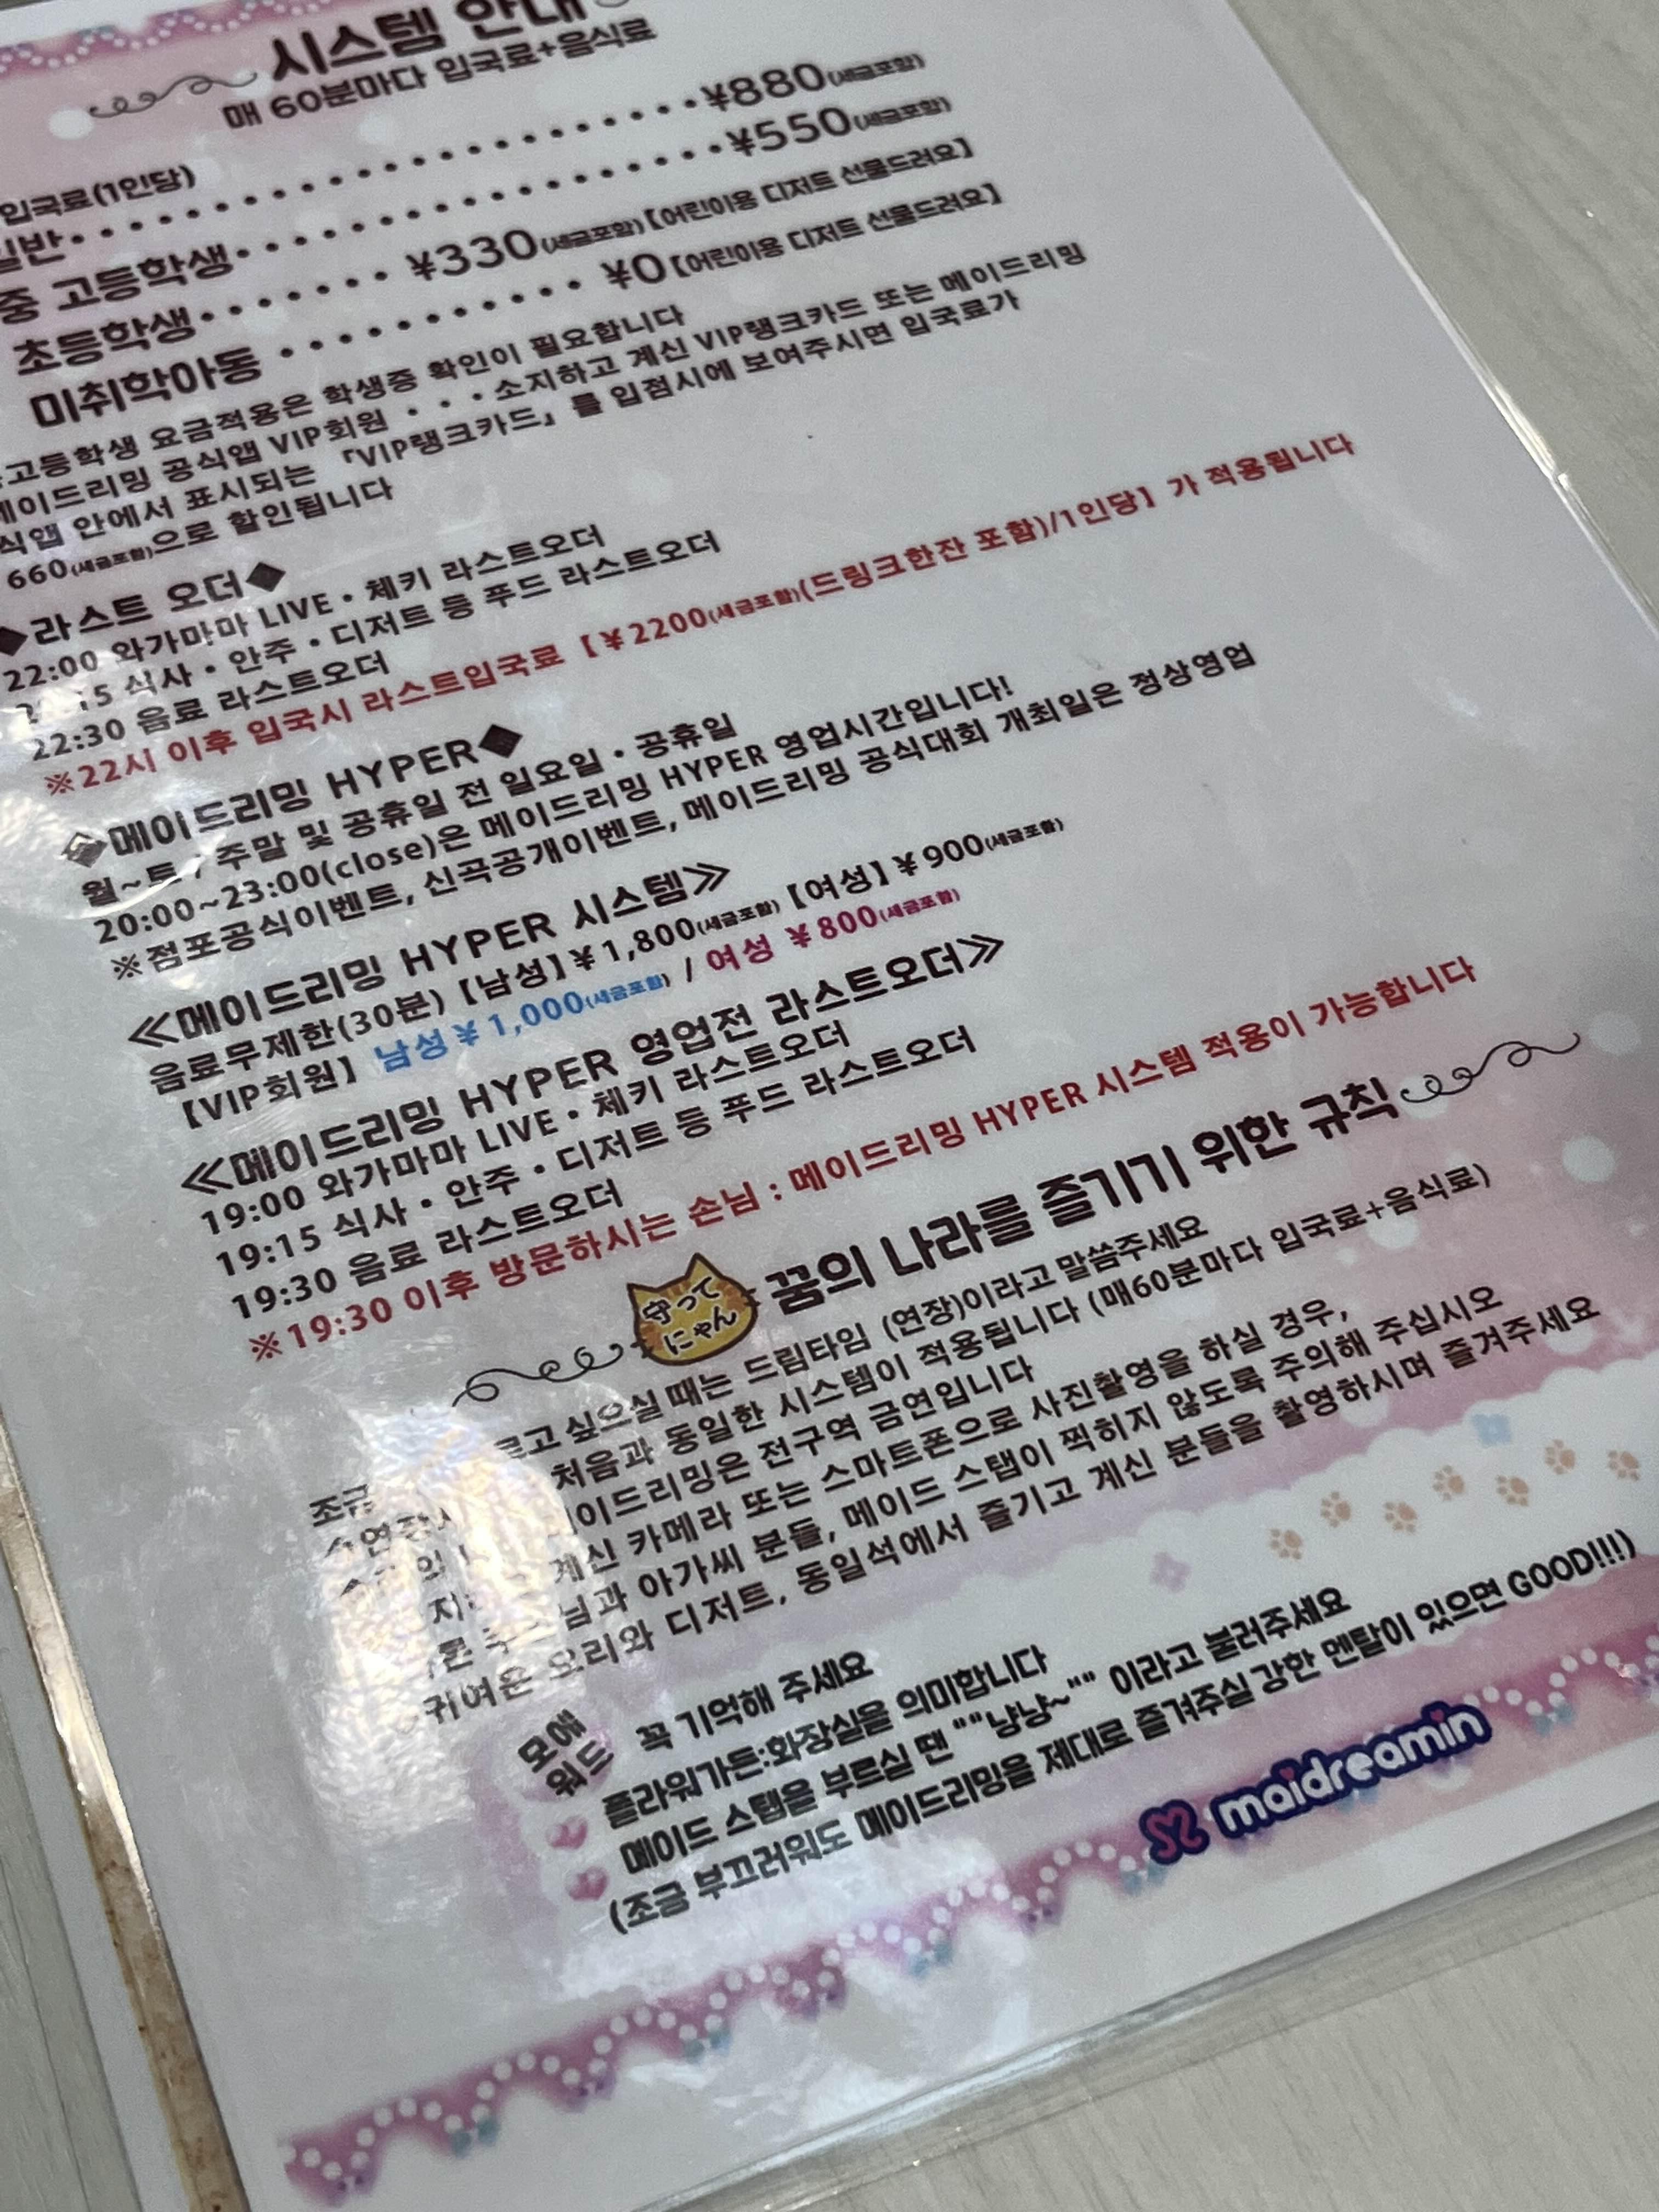 시스템 안내
매 60분마다 입국료+음식료
입국료(1인당)
일반 ¥880(세금포함)
중 고등학생 ¥550(세금포함)
초등학생 ¥330(세금포함)【어린이용 디저트 선물드려요】
미취학아동 ¥0【어린이용 디저트 선물드려요】
고등학생 요금적용은 학생증 확인이 필요합니다
메이드리밍 공식앱 VIP회원 ・・・소지하고 계신 VIP랭크카드 또는 메이드리밍
식앱 안에서 표시되는 「VIP랭크카드」를 입점시에 보여주시면 입국료가
660(세금포함)으로 할인됩니다
◆라스트 오더◆
22:00 와가마마 LIVE・체키 라스트오더
15 식사・안주・디저트 등 푸드 라스트오더
22:30 음료 라스트오더
※22시 이후 입국시 라스트입국료【¥2200(세금포함)(드링크한잔 포함)/1인당】가 적용됩니다
◆메이드리밍 HYPER◆
월~토 / 주말 및 공휴일 전 일요일・공휴일
20:00~23:00(close)은 메이드리밍 HYPER 영업시간입니다!
※점포공식이벤트, 신곡공개이벤트, 메이드리밍 공식대회 개최일은 정상영업
≪메이드리밍 HYPER 시스템≫
음료무제한(30분)【남성】¥1,800(세금포함)【여성】¥900(세금포함)
【VIP회원】 남성¥1,000(세금포함) / 여성 ¥800(세금포함)
≪메이드리밍 HYPER 영업전 라스트오더≫
19:00 와가마마 LIVE・체키 라스트오더
19:15 식사・안주・디저트 등 푸드 라스트오더
19:30 음료 라스트오더
※19:30 이후 방문하시는 손님 : 메이드리밍 HYPER 시스템 적용이 가능합니다
守って
にゃん
꿈의 나라를 즐기기 위한 규칙
조금 싶으실 때는 드림타임 (연장)이라고 말씀주세요
처음과 동일한 시스템이 적용됩니다 (매60분마다 입국료+음식료)
이드리밍은 전구역 금연입니다
계신 카메라 또는 스마트폰으로 사진촬영을 하실 경우,
님과 아가씨 분들, 메이드 스탭이 찍히지 않도록 주의해 주십시오
귀여운 요리와 디저트, 동일석에서 즐기고 계신 분들을 촬영하시며 즐겨주세요
모에
워드
꼭 기억해 주세요
플라워가든:화장실을 의미합니다
메이드 스탭을 부르실 땐 ""냥냥~"" 이라고 불러주세요
(조금 부끄러워도 메이드리밍을 제대로 즐겨주실 강한 멘탈이 있으면 GOOD!!!)
maidreamin